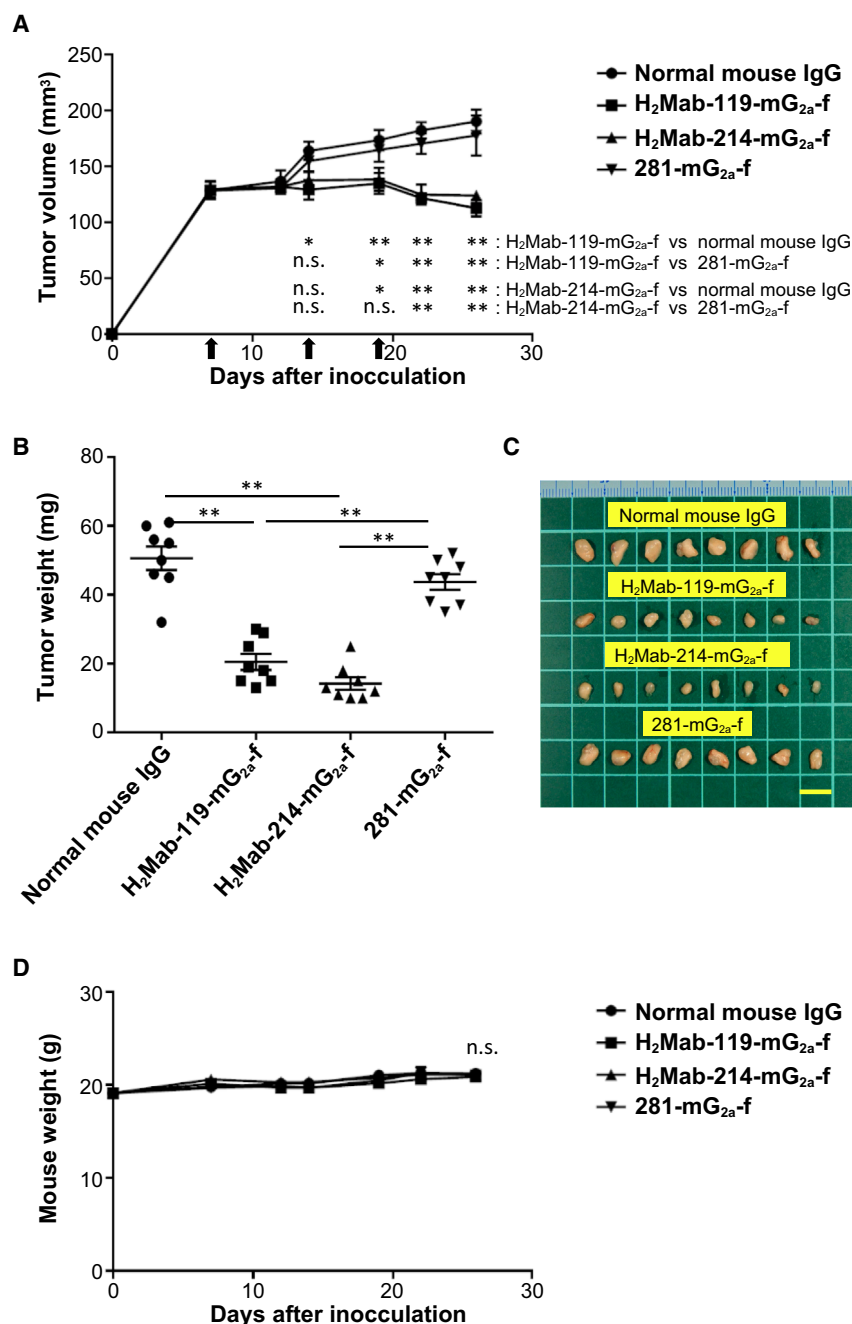 A
Tumor volume (mm³)
250
200
150
100
50
0
0
10
20
30
Days after inocculation
Normal mouse IgG
H₂Mab-119-mG₂ₐ-f
H₂Mab-214-mG₂ₐ-f
281-mG₂ₐ-f
* ** ** ** : H₂Mab-119-mG₂ₐ-f vs normal mouse IgG
n.s. * ** ** : H₂Mab-119-mG₂ₐ-f vs 281-mG₂ₐ-f
n.s. * ** ** : H₂Mab-214-mG₂ₐ-f vs normal mouse IgG
n.s. n.s. ** ** : H₂Mab-214-mG₂ₐ-f vs 281-mG₂ₐ-f
B
Tumor weight (mg)
80
60
40
20
0
**
** **
**
Normal mouse IgG
H₂Mab-119-mG₂ₐ-f
H₂Mab-214-mG₂ₐ-f
281-mG₂ₐ-f
C
Normal mouse IgG
H₂Mab-119-mG₂ₐ-f
H₂Mab-214-mG₂ₐ-f
281-mG₂ₐ-f
D
Mouse weight (g)
30
20
10
0
0
10
20
30
Days after inocculation
n.s.
Normal mouse IgG
H₂Mab-119-mG₂ₐ-f
H₂Mab-214-mG₂ₐ-f
281-mG₂ₐ-f